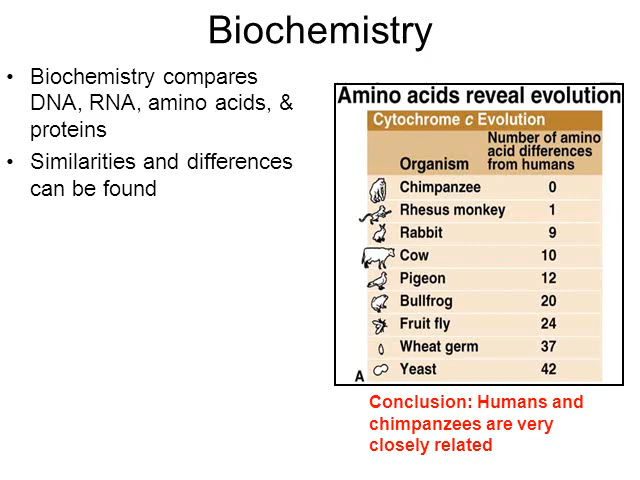 Biochemistry
• Biochemistry compares
DNA, RNA, amino acids, &
proteins
• Similarities and differences
can be found
Amino acids reveal evolution
Cytochrome c Evolution
Organism Number of amino
acid differences
from humans
Chimpanzee 0
Rhesus monkey 1
Rabbit 9
Cow 10
Pigeon 12
Bullfrog 20
Fruit fly 24
Wheat germ 37
Yeast 42
A
Conclusion: Humans and
chimpanzees are very
closely related